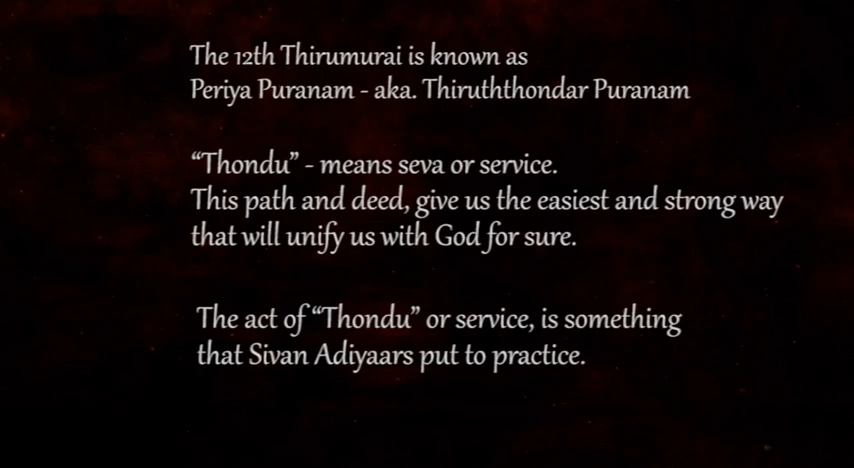 The 12th Thirumurai is known as
Periya Puranam - aka. Thiruththondar Puranam
“Thondu” - means seva or service.
This path and deed, give us the easiest and strong way
that will unify us with God for sure.
The act of “Thondu” or service, is something
that Sivan Adiyaars put to practice.